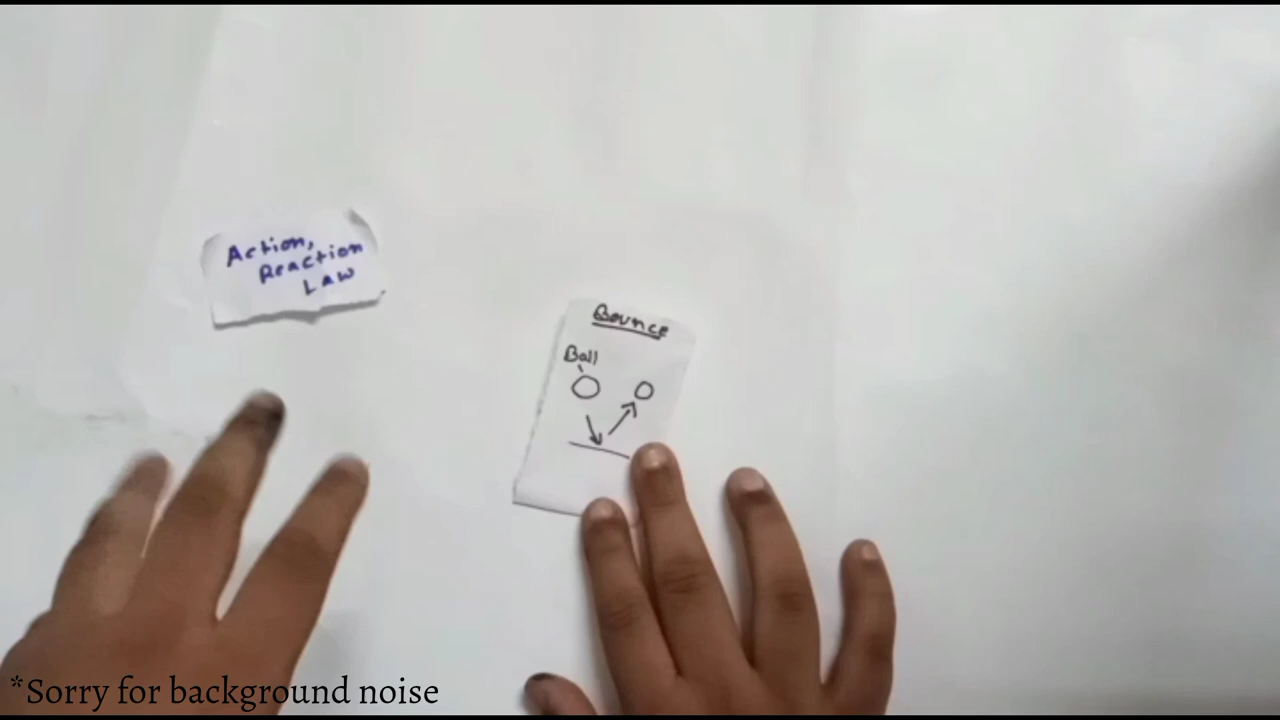 Action,
Reaction
Law
Bounce
Ball
*Sorry for background noise